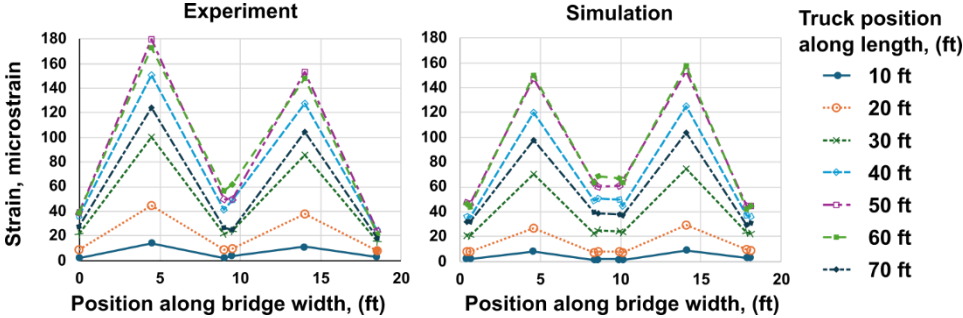 Experiment
Simulation
Truck position
along length, (ft)
10 ft
20 ft
30 ft
40 ft
50 ft
60 ft
70 ft
Strain, microstrain
180
160
140
120
100
80
60
40
20
0
0 5 10 15 20
Position along bridge width, (ft)
180
160
140
120
100
80
60
40
20
0
0 5 10 15 20
Position along bridge width, (ft)